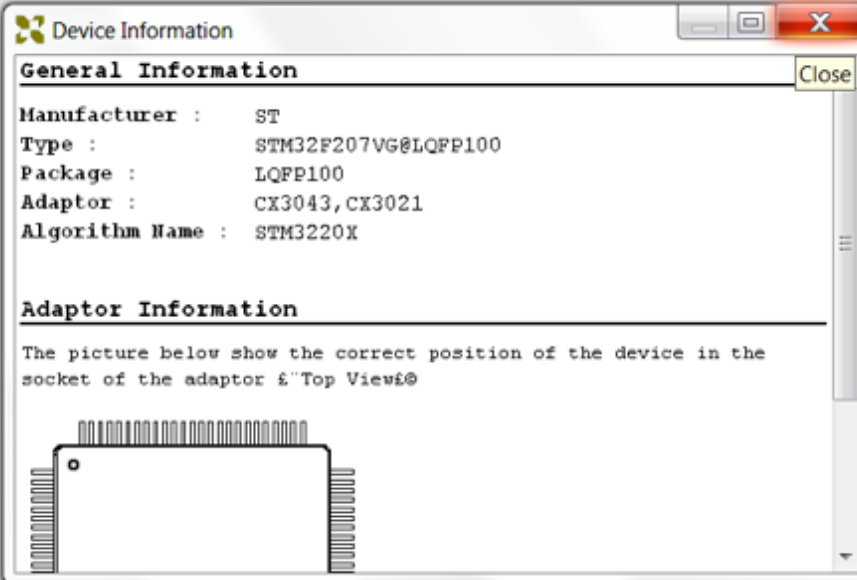 Device Information
Close
General Information
Manufacturer : ST
Type : STM32F207VG@LQFP100
Package : LQFP100
Adaptor : CX3043,CX3021
Algorithm Name : STM3220X
Adaptor Information
The picture below show the correct position of the device in the
socket of the adaptor £¨Top View£©